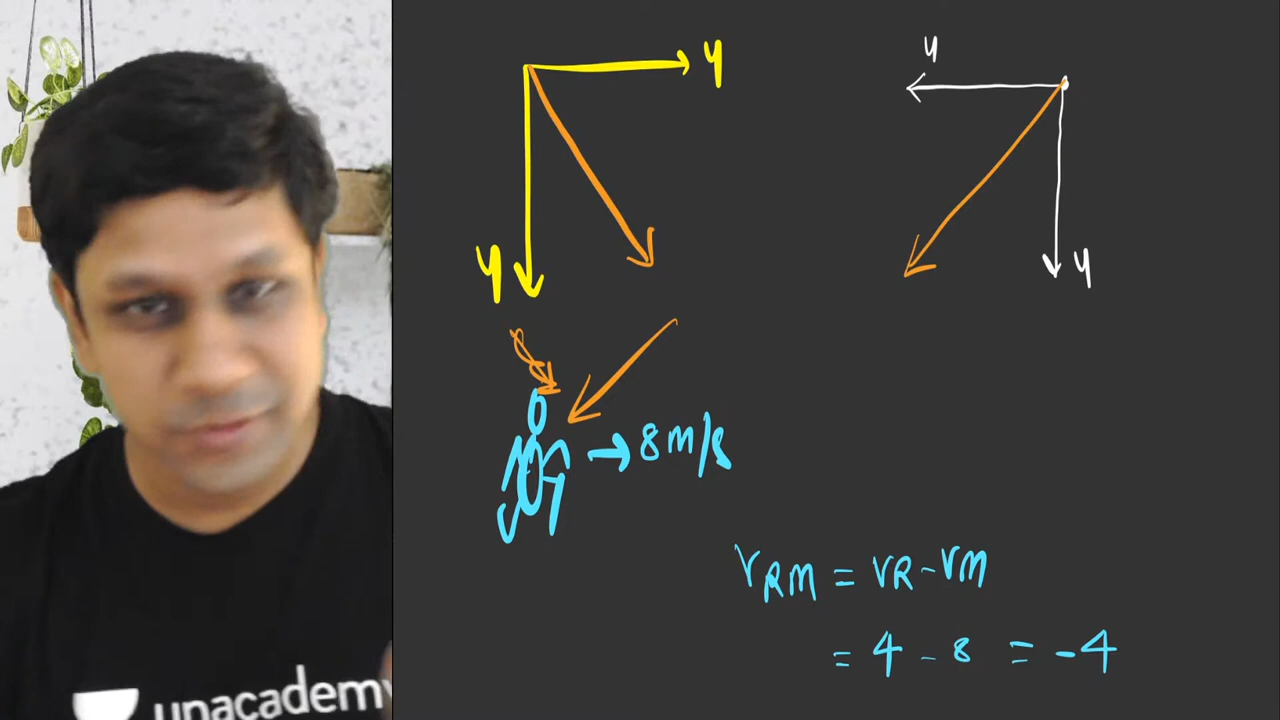 4
4
4
4
→ 8m/s
VRM = VR - VM
= 4 - 8 = -4
unacademy